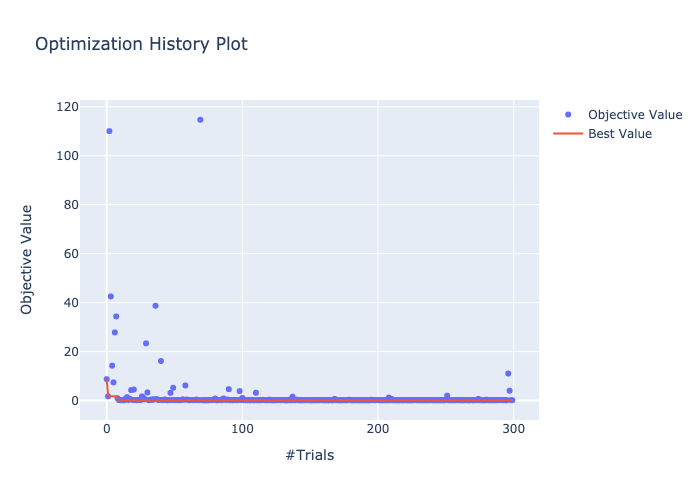 Optimization History Plot
Objective Value
Best Value
120
100
80
60
40
20
0
Objective Value
0
100
200
300
#Trials